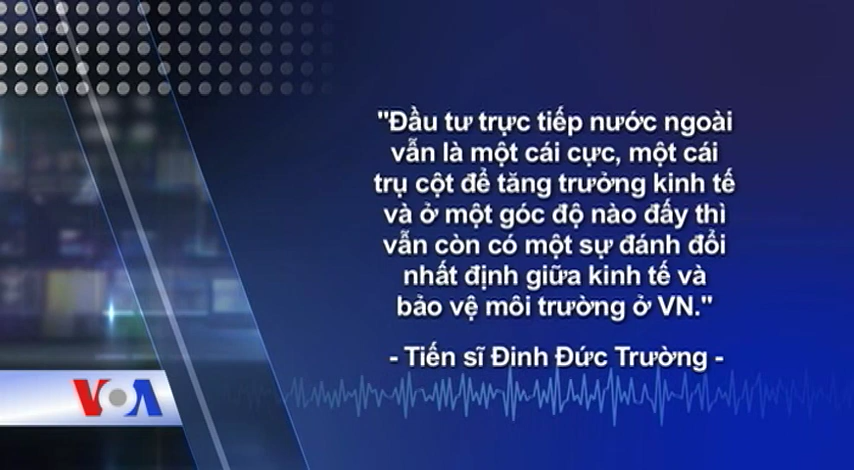 "Đầu tư trực tiếp nước ngoài
vẫn là một cái cực, một cái
trụ cột để tăng trưởng kinh tế
và ở một góc độ nào đấy thì
vẫn còn có một sự đánh đổi
nhất định giữa kinh tế và
bảo vệ môi trường ở VN."
- Tiến sĩ Đinh Đức Trường -
VOA